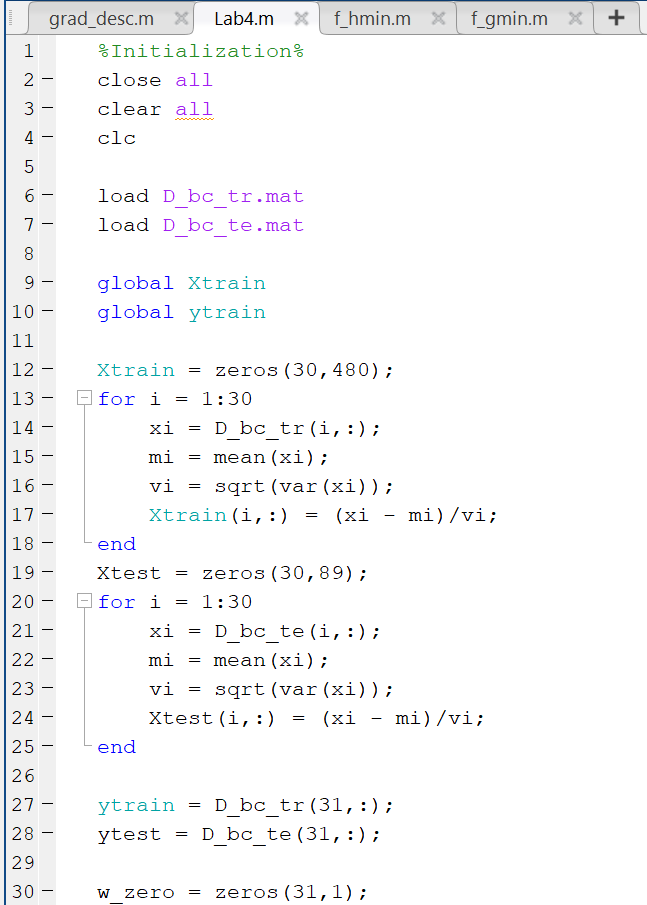 grad_desc.m Lab4.m f_hmin.m f_gmin.m
1 %Initialization%
2 close all
3 clear all
4 clc
5
6 load D_bc_tr.mat
7 load D_bc_te.mat
8
9 global Xtrain
10 global ytrain
11
12 Xtrain = zeros(30,480);
13 for i = 1:30
14 xi = D_bc_tr(i,:);
15 mi = mean(xi);
16 vi = sqrt(var(xi));
17 Xtrain(i,:) = (xi - mi)/vi;
18 end
19 Xtest = zeros(30,89);
20 for i = 1:30
21 xi = D_bc_te(i,:);
22 mi = mean(xi);
23 vi = sqrt(var(xi));
24 Xtest(i,:) = (xi - mi)/vi;
25 end
26
27 ytrain = D_bc_tr(31,:);
28 ytest = D_bc_te(31,:);
29
30 w_zero = zeros(31,1);